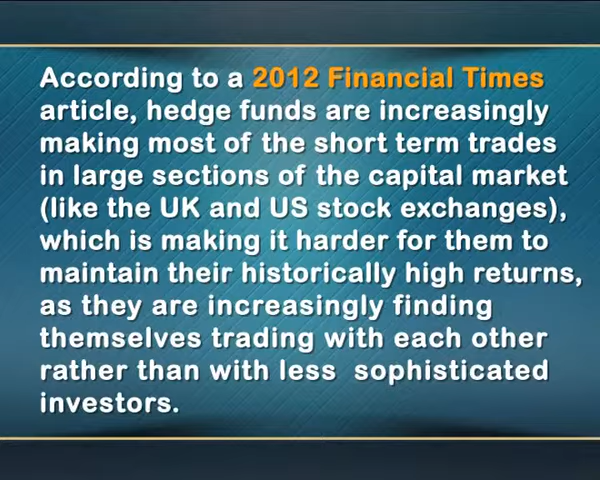 According to a 2012 Financial Times
article, hedge funds are increasingly
making most of the short term trades
in large sections of the capital market
(like the UK and US stock exchanges),
which is making it harder for them to
maintain their historically high returns,
as they are increasingly finding
themselves trading with each other
rather than with less sophisticated
investors.